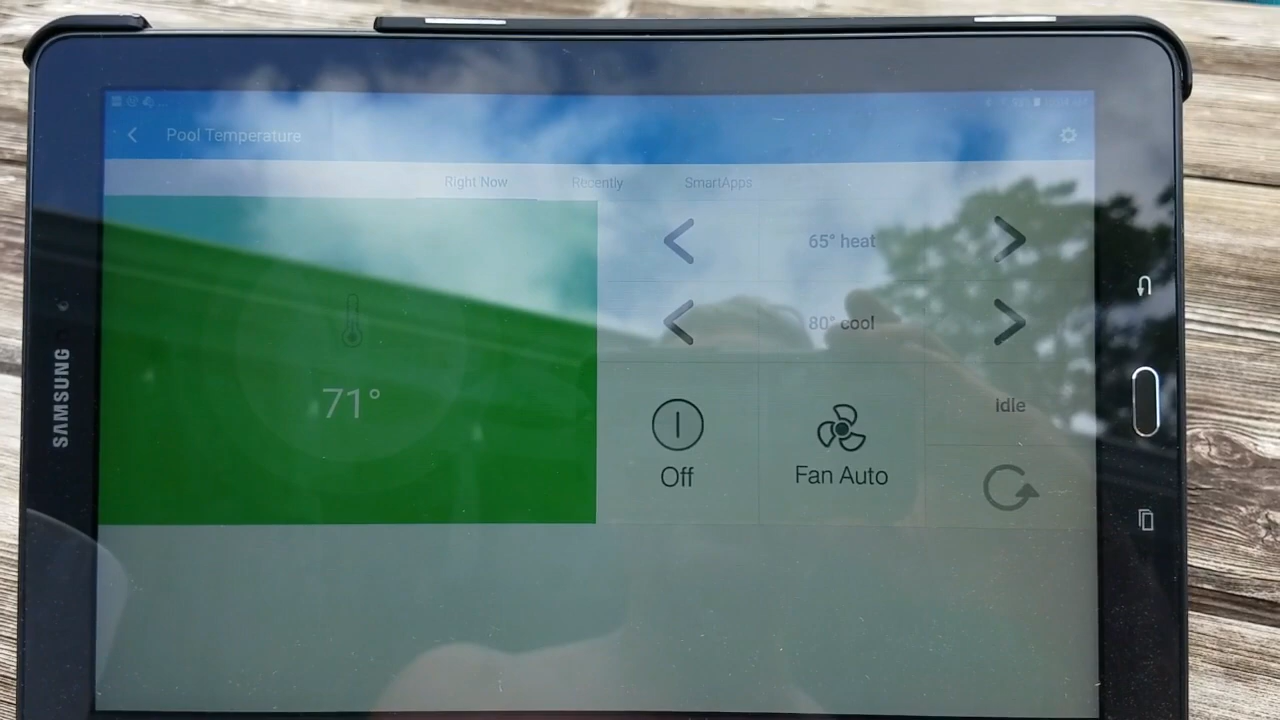 Pool Temperature
Right Now Recently SmartApps
65° heat
80° cool
71°
idle
Off
Fan Auto
SAMSUNG